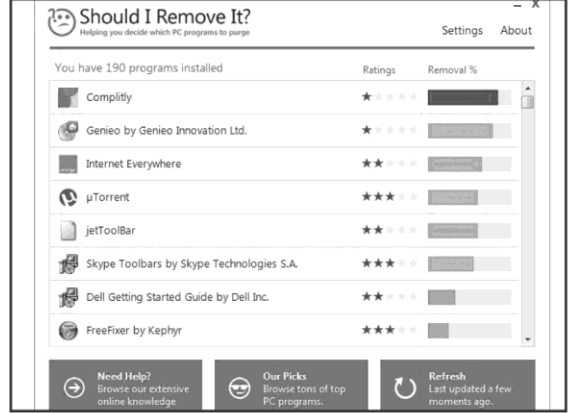 Should I Remove It?
Helping you decide which PC programs to purge
Settings About
You have 190 programs installed Ratings Removal %
Complitly
Genieo by Genieo Innovation Ltd.
Internet Everywhere
µTorrent
jetToolBar
Skype Toolbars by Skype Technologies S.A.
Dell Getting Started Guide by Dell Inc.
FreeFixer by Kephyr
Need Help?
Browse our extensive
online knowledge
Our Picks
Browse tons of top
PC programs.
Refresh
Last updated a few
moments ago.